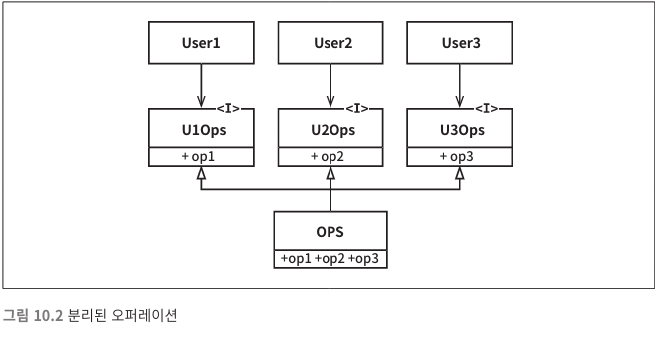 User1 User2 User3
<I> <I> <I>
U1Ops U2Ops U3Ops
+ op1 + op2 + op3
OPS
+op1 +op2 +op3
그림 10.2 분리된 오퍼레이션